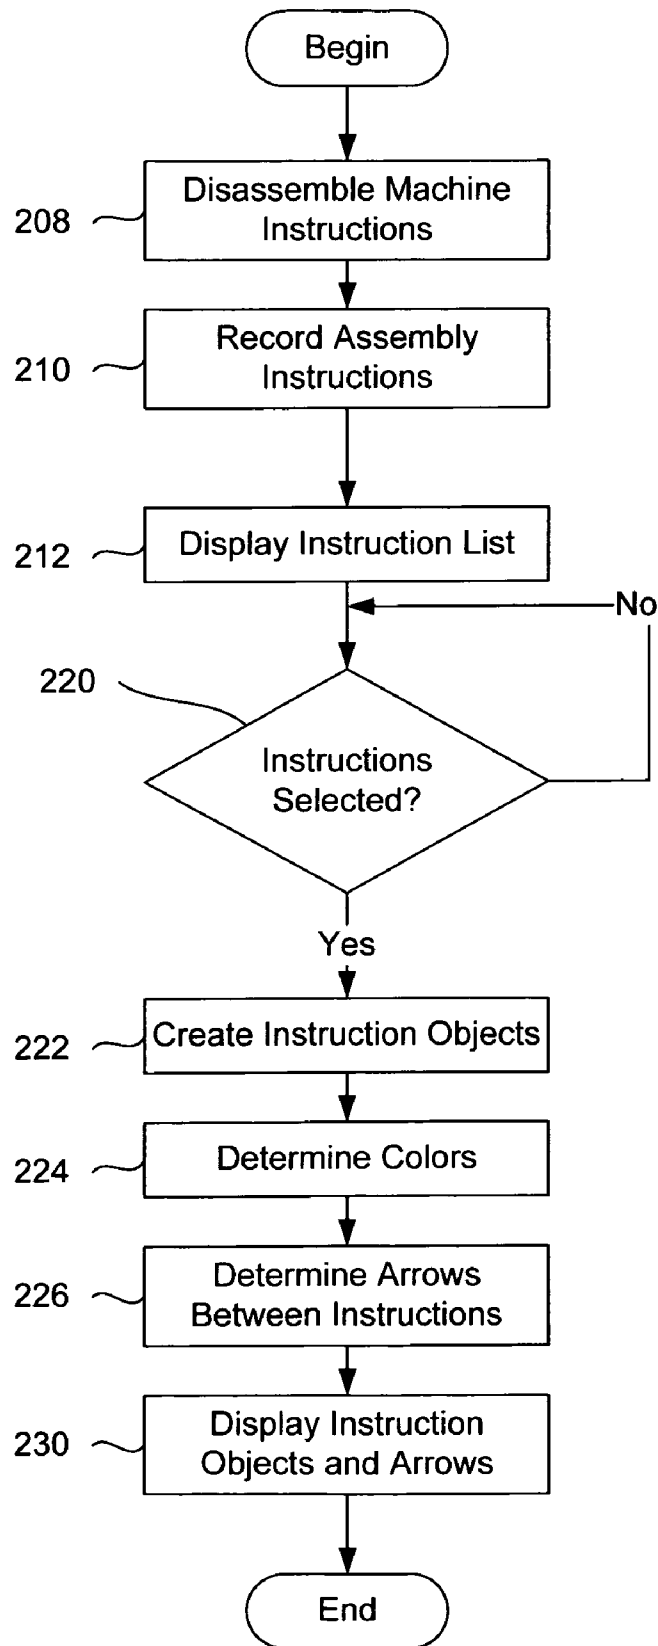 Begin
208
Disassemble Machine
Instructions
210
Record Assembly
Instructions
212
Display Instruction List
No
220
Instructions
Selected?
Yes
222
Create Instruction Objects
224
Determine Colors
226
Determine Arrows
Between Instructions
230
Display Instruction
Objects and Arrows
End